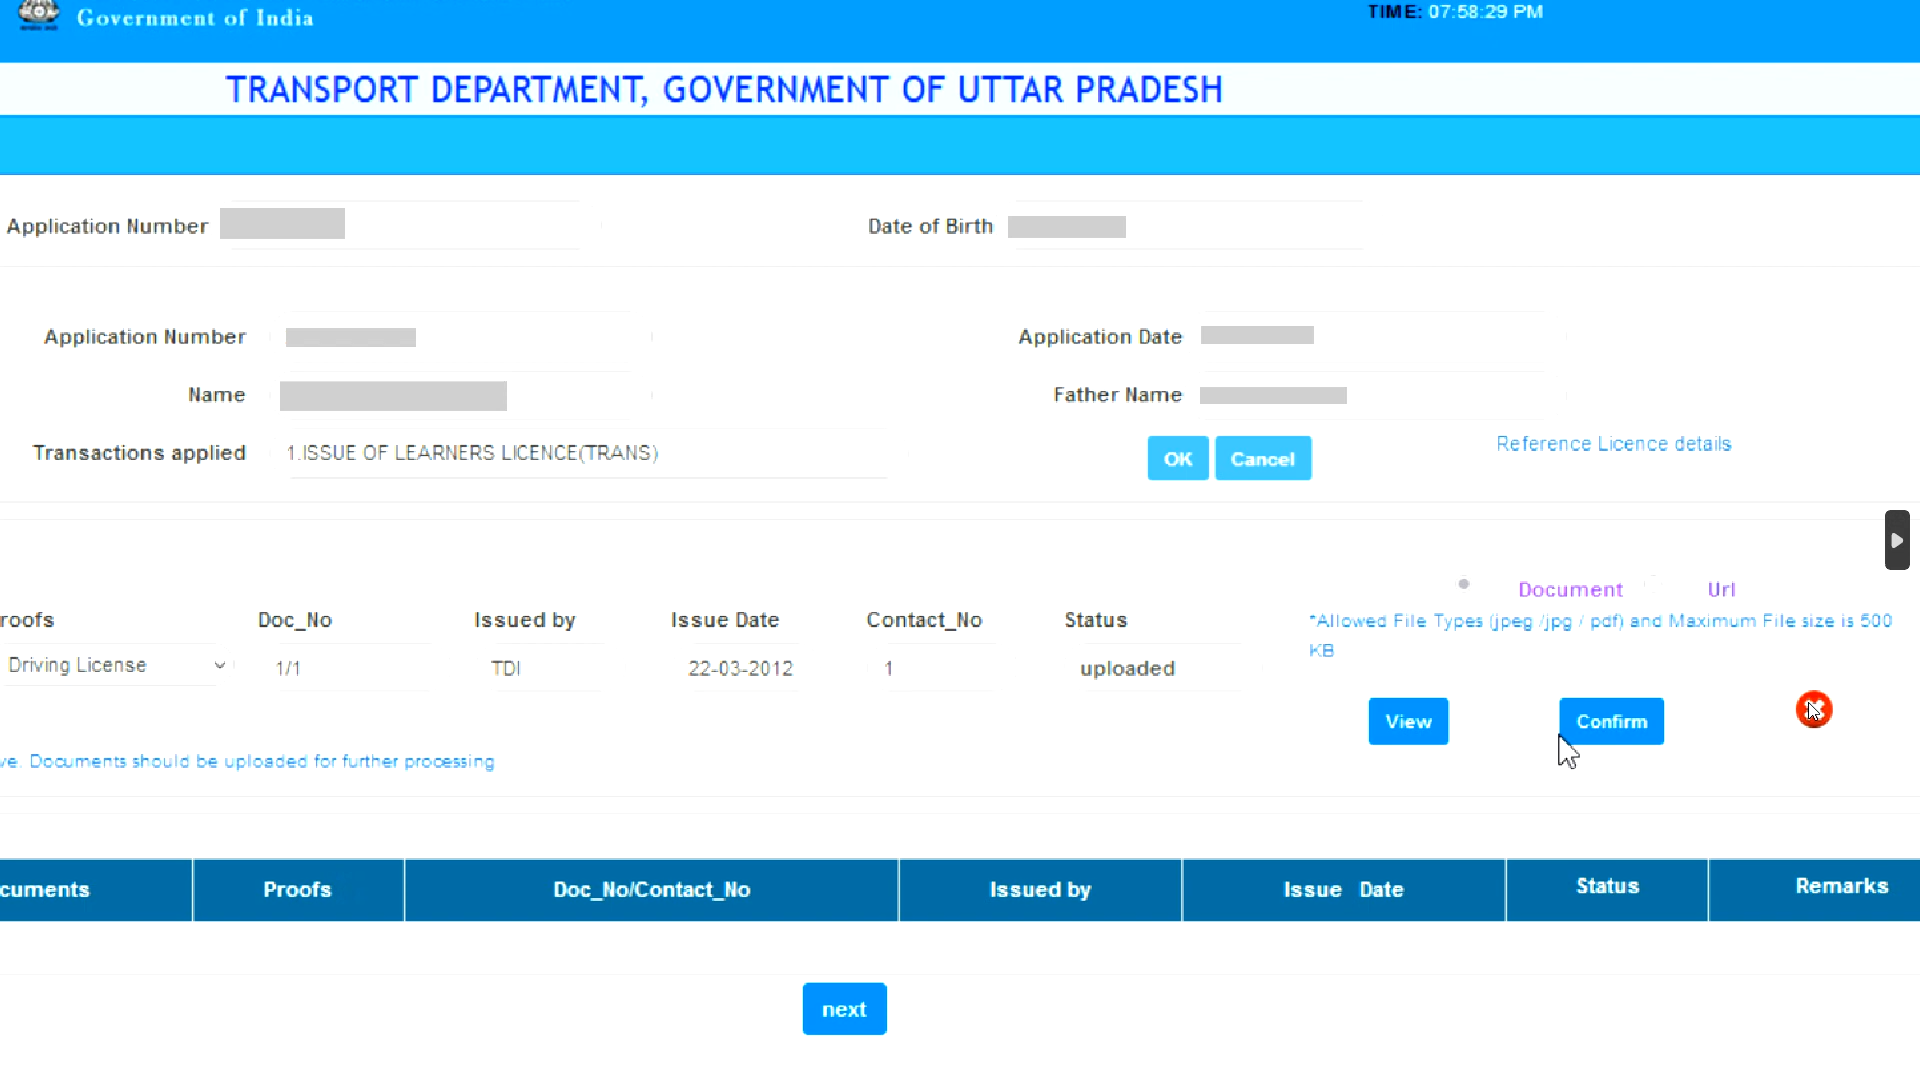 Government of India
TIME: 07:58:29 PM
TRANSPORT DEPARTMENT, GOVERNMENT OF UTTAR PRADESH
Application Number
Date of Birth
Application Number
Application Date
Name
Father Name
Transactions applied
1.ISSUE OF LEARNERS LICENCE(TRANS)
OK
Cancel
Reference Licence details
Document
Url
roofs
Doc_No
Issued by
Issue Date
Contact_No
Status
*Allowed File Types (jpeg /jpg / pdf) and Maximum File size is 500
KB
Driving License
1/1
TDI
22-03-2012
1
uploaded
View
Confirm
ve. Documents should be uploaded for further processing
cuments
Proofs
Doc_No/Contact_No
Issued by
Issue Date
Status
Remarks
next